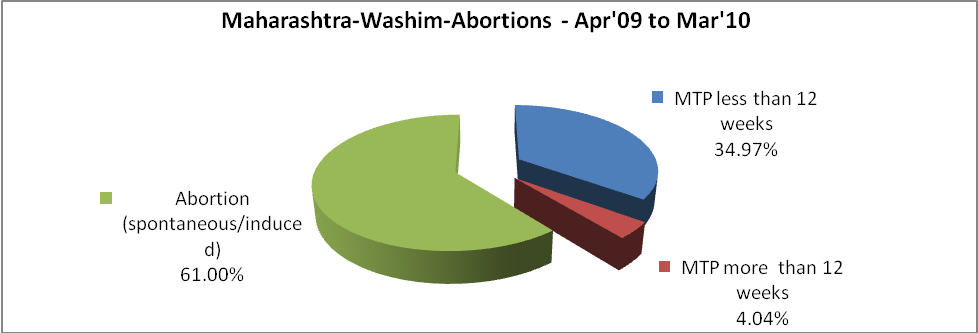 Maharashtra-Washim-Abortions - Apr'09 to Mar'10
MTP less than 12
weeks
34.97%
Abortion
(spontaneous/induce
d)
61.00%
MTP more than 12
weeks
4.04%